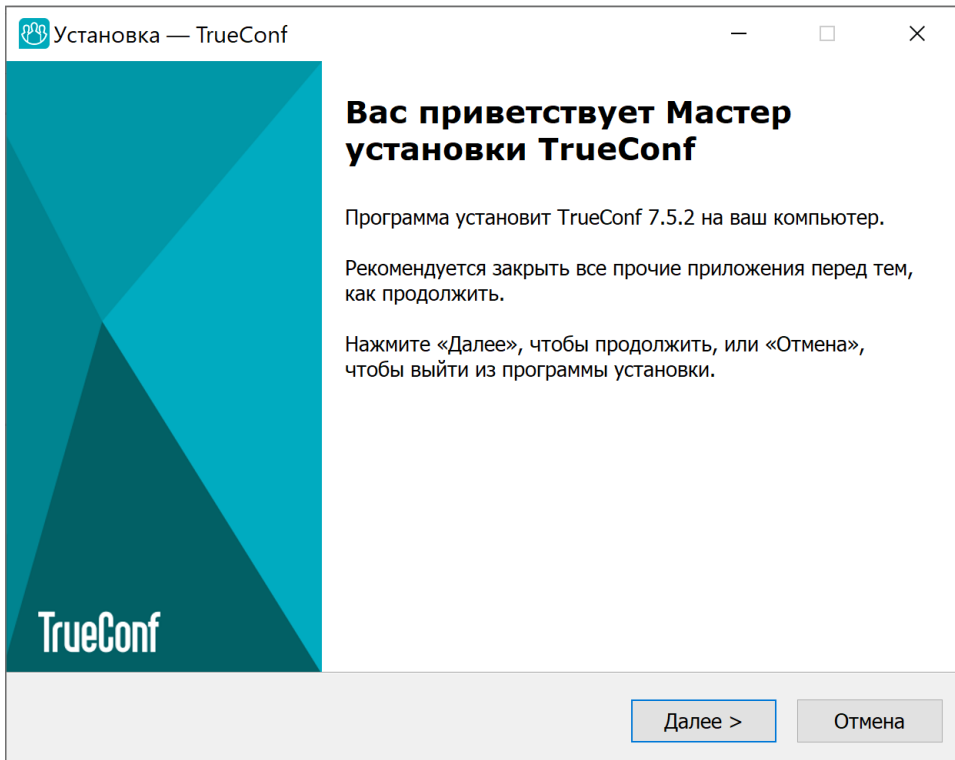 Установка — TrueConf
Вас приветствует Мастер
установки TrueConf
Программа установит TrueConf 7.5.2 на ваш компьютер.
Рекомендуется закрыть все прочие приложения перед тем,
как продолжить.
Нажмите «Далее», чтобы продолжить, или «Отмена»,
чтобы выйти из программы установки.
TrueConf
Далее >
Отмена